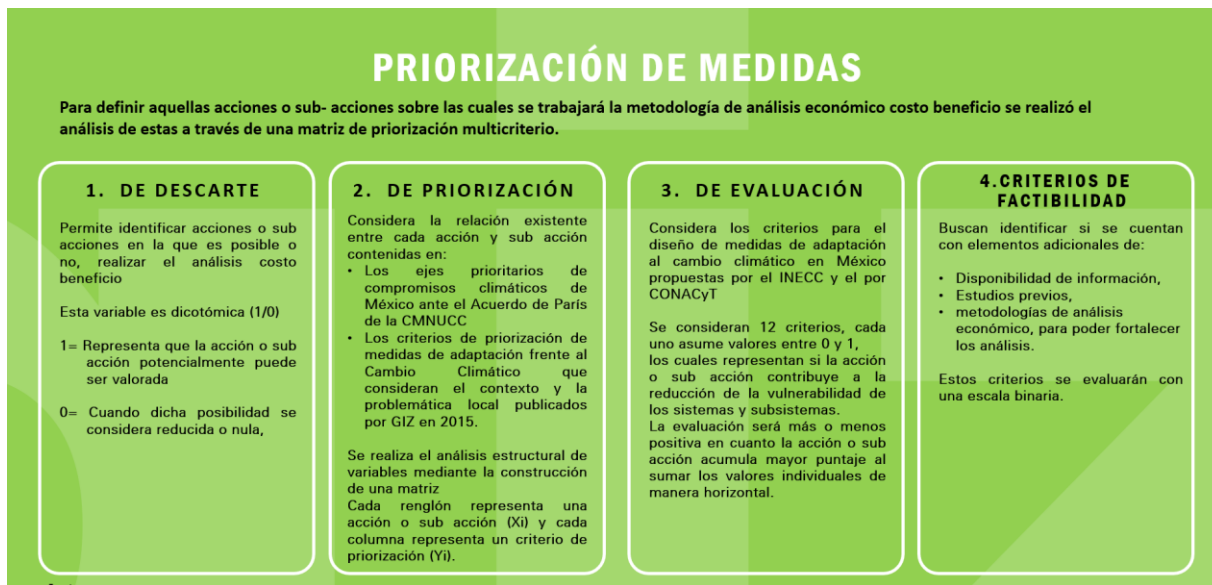 PRIORIZACIÓN DE MEDIDAS
Para definir aquellas acciones o sub- acciones sobre las cuales se trabajará la metodología de análisis económico costo beneficio se realizó el
análisis de estas a través de una matriz de priorización multicriterio.
1. DE DESCARTE
Permite identificar acciones o sub
acciones en la que es posible o
no, realizar el análisis costo
beneficio
Esta variable es dicotómica (1/0)
1= Representa que la acción o sub
acción potencialmente puede
ser valorada
0= Cuando dicha posibilidad se
considera reducida o nula,
2. DE PRIORIZACIÓN
Considera la relación existente
entre cada acción y sub acción
contenidas en:
• Los ejes prioritarios de
compromisos climáticos de
México ante el Acuerdo de París
de la CMNUCC
• Los criterios de priorización de
medidas de adaptación frente al
Cambio Climático que
consideran el contexto y la
problemática local publicados
por GIZ en 2015.
Se realiza el análisis estructural de
variables mediante la construcción
de una matriz
Cada renglón representa una
acción o sub acción (Xi) y cada
columna representa un criterio de
priorización (Yi).
3. DE EVALUACIÓN
Considera los criterios para el
diseño de medidas de adaptación
al cambio climático en México
propuestas por el INECC y el por
CONACyT
Se consideran 12 criterios, cada
uno asume valores entre 0 y 1,
los cuales representan si la acción
o sub acción contribuye a la
reducción de la vulnerabilidad de
los sistemas y subsistemas.
La evaluación será más o menos
positiva en cuanto la acción o sub
acción acumula mayor puntaje al
sumar los valores individuales de
manera horizontal.
4.CRITERIOS DE
FACTIBILIDAD
Buscan identificar si se cuentan
con elementos adicionales de:
• Disponibilidad de información,
• Estudios previos,
• metodologías de análisis
económico, para poder fortalecer
los análisis.
Estos criterios se evaluarán con
una escala binaria.